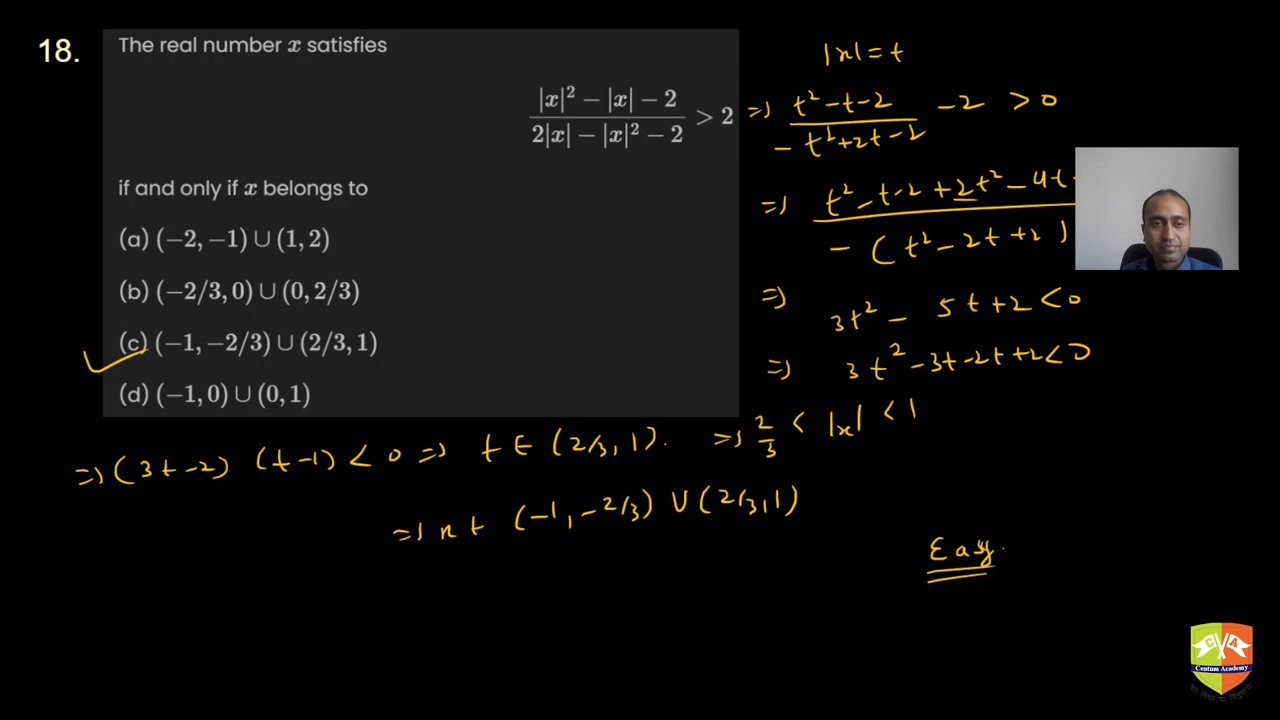 18.
The real number x satisfies
|x|² − |x| − 2 / 2|x| − |x|² − 2 > 2
if and only if x belongs to
(a) (−2, −1) ∪ (1, 2)
(b) (−2/3, 0) ∪ (0, 2/3)
(c) (−1, −2/3) ∪ (2/3, 1)
(d) (−1, 0) ∪ (0, 1)
|x| = t
⇒ t² − t − 2 / − t² + 2t − 2 − 2 > 0
⇒ t² − t − 2 + 2t² − 4t / − (t² − 2t + 2)
⇒ 3t² − 5t + 2 < 0
⇒ 3t² − 3t − 2t + 2 < 0
⇒ (3t − 2) (t − 1) < 0 ⇒ t ∈ (2/3, 1). ⇒ 2/3 < |x| < 1
⇒ x ∈ (−1, −2/3) ∪ (2/3, 1)
Easy.
C A
Centum Academy